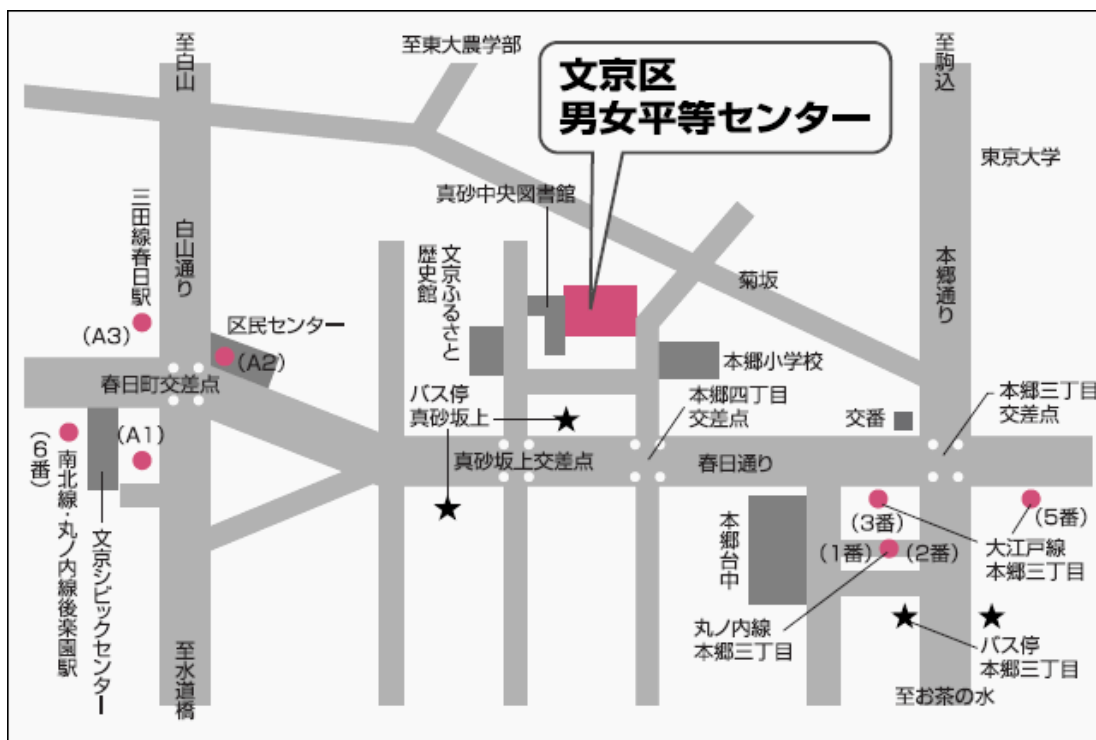 至白山
至東大農学部
文京区
男女平等センター
至駒込
東京大学
真砂中央図書館
三田線春日駅
(A3)
白山通り
文京ふるさと
歴史館
菊坂
本郷通り
区民センター
(A2)
春日町交差点
本郷小学校
バス停
真砂坂上
本郷四丁目
交差点
交番
本郷三丁目
交差点
(6番)
(A1)
南北線・丸ノ内線後楽園駅
文京シビックセンター
真砂坂上交差点
春日通り
本郷台中
(3番)
(5番)
(1番)
(2番)
大江戸線
本郷三丁目
丸ノ内線
本郷三丁目
バス停
本郷三丁目
至水道橋
至お茶の水